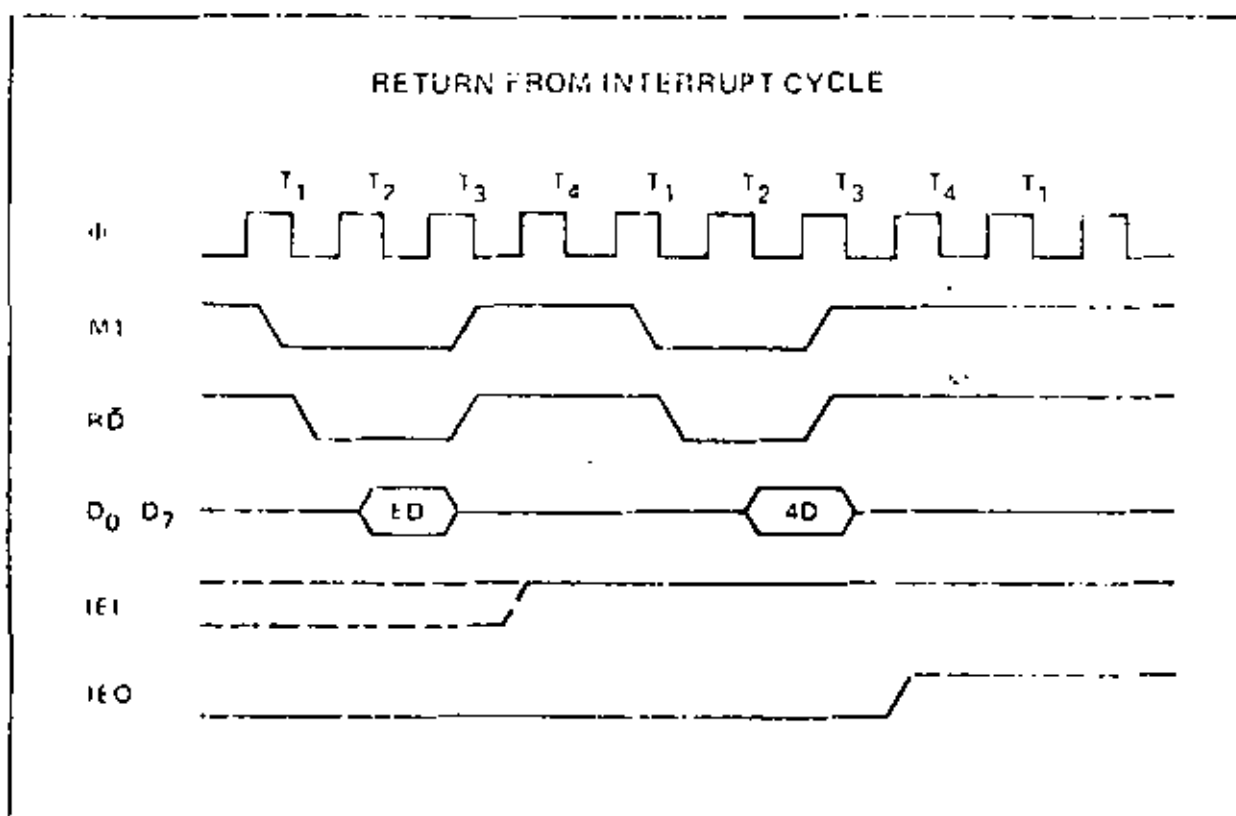 RETURN FROM INTERRUPT CYCLE
T1 T2 T3 T4 T1 T2 T3 T4 T1
Φ
M1
RD
D0 D7 ED 4D
IEI
IEO